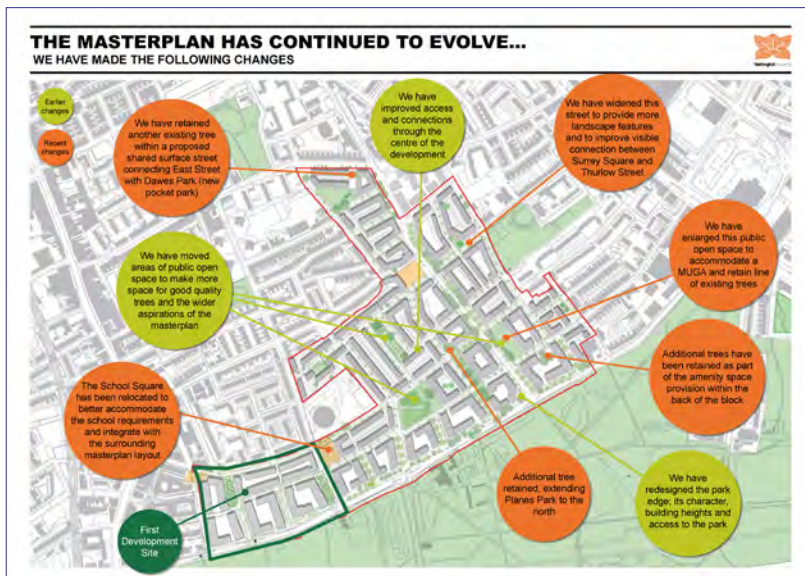 THE MASTERPLAN HAS CONTINUED TO EVOLVE...
WE HAVE MADE THE FOLLOWING CHANGES
Earlier
changes
Recent
changes
We have retained
another existing tree
within a proposed
shared surface street
connecting East Street
with Dawes Park (new
pocket park)
We have
improved access
and connections
through the
centre of the
development
We have widened this
street to provide more
landscape features
and to improve visible
connection between
Surrey Square and
Thurlow Street
We have moved
areas of public open
space to make more
space for good quality
trees and the wider
aspirations of the
masterplan
We have
enlarged this public
open space to
accommodate a
MUGA and retain line
of existing trees
Additional trees have
been retained as part
of the amenity space
provision within the
back of the block
The School Square
has been relocated to
better accommodate
the school requirements
and integrate with
the surrounding
masterplan layout
Additional tree
retained, extending
Planes Park to the
north
We have
redesigned the park
edge; its character,
building heights and
access to the park
First
Development
Site